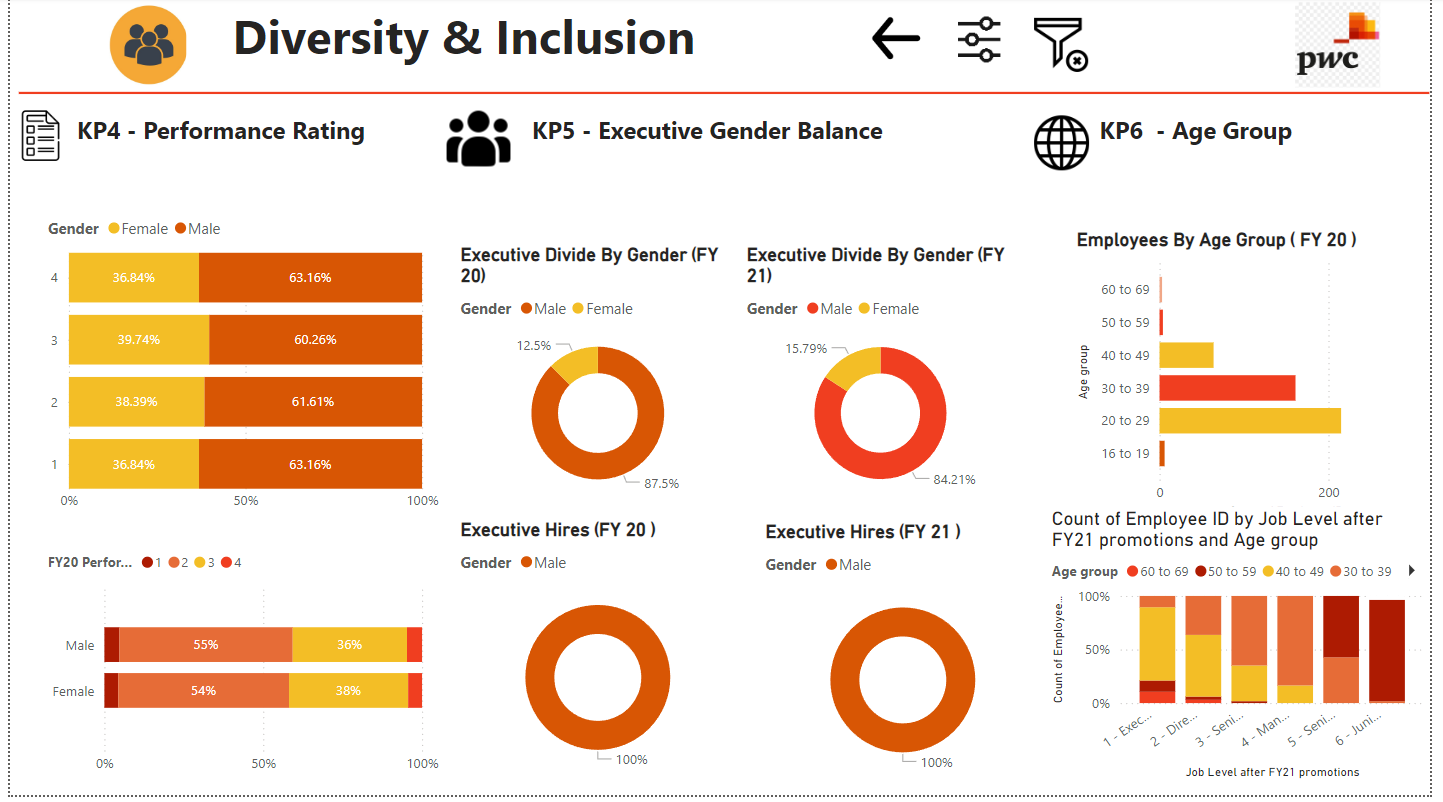 Diversity & Inclusion
pwc
KP4 - Performance Rating
KP5 - Executive Gender Balance
KP6 - Age Group
Gender Female Male
4 36.84% 63.16%
3 39.74% 60.26%
2 38.39% 61.61%
1 36.84% 63.16%
0% 50% 100%
FY20 Perfor... 1 2 3 4
Male 55% 36%
Female 54% 38%
0% 50% 100%
Executive Divide By Gender (FY
20)
Gender Male Female
12.5%
87.5%
Executive Divide By Gender (FY
21)
Gender Male Female
15.79%
84.21%
Executive Hires (FY 20 )
Gender Male
100%
Executive Hires (FY 21 )
Gender Male
100%
Employees By Age Group ( FY 20 )
Age group
60 to 69
50 to 59
40 to 49
30 to 39
20 to 29
16 to 19
0 200
Count of Employee ID by Job Level after
FY21 promotions and Age group
Age group 60 to 69 50 to 59 40 to 49 30 to 39
Count of Employee...
100%
50%
0%
1 - Exec... 2 - Dire... 3 - Seni... 4 - Man... 5 - Seni... 6 - Juni...
Job Level after FY21 promotions